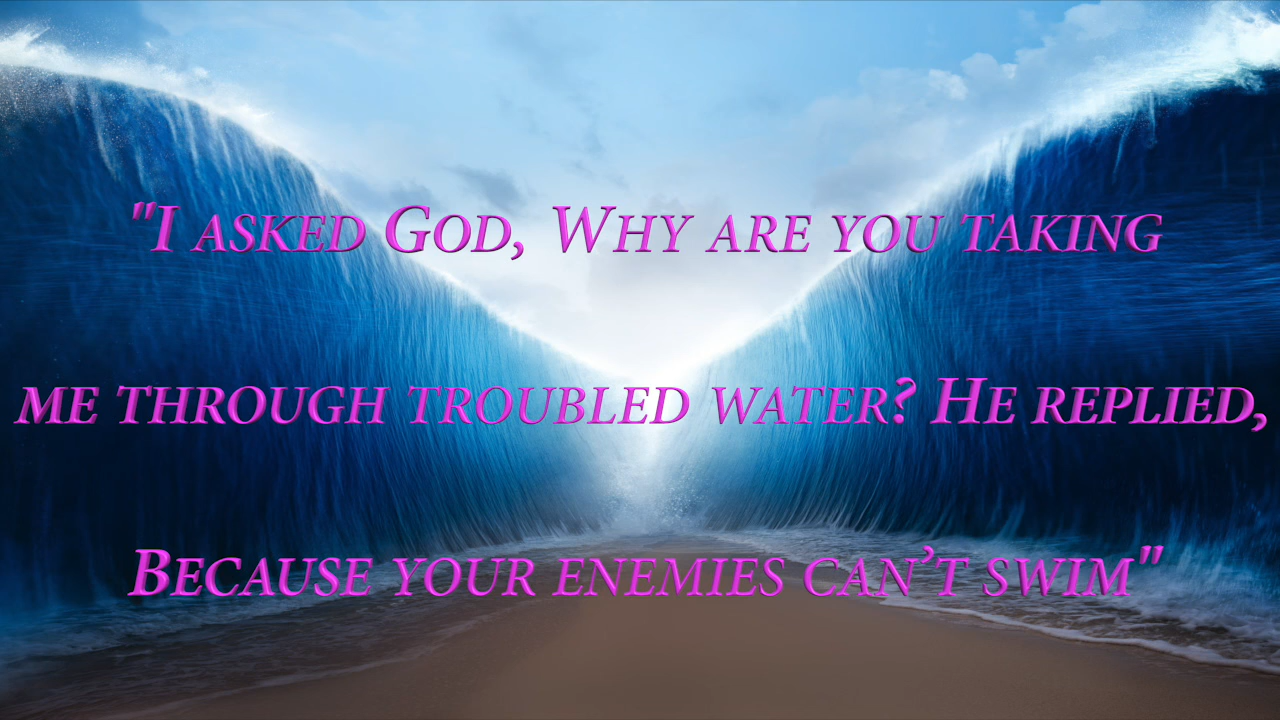 "I asked God, Why are you taking
me through troubled water? He replied,
Because your enemies can’t swim"